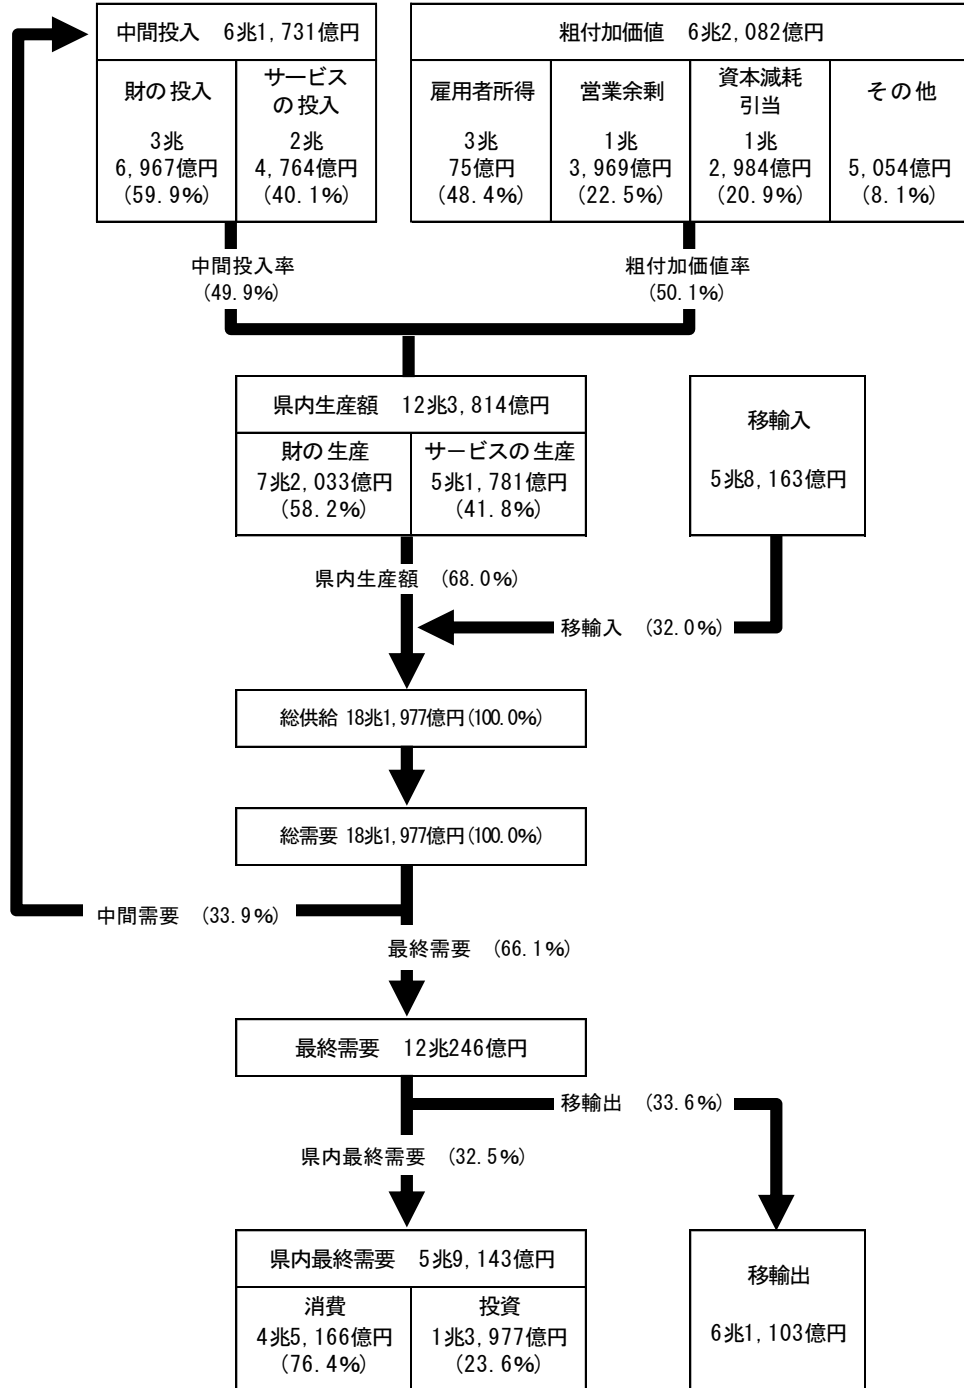 中間投入　6兆1,731億円
粗付加価値　6兆2,082億円
財の投入
3兆
6,967億円
(59.9%)
サービス
の投入
2兆
4,764億円
(40.1%)
雇用者所得
3兆
75億円
(48.4%)
営業余剰
1兆
3,969億円
(22.5%)
資本減耗
引当
1兆
2,984億円
(20.9%)
その他
5,054億円
(8.1%)
中間投入率
(49.9%)
粗付加価値率
(50.1%)
県内生産額　12兆3,814億円
財の生産
7兆2,033億円
(58.2%)
サービスの生産
5兆1,781億円
(41.8%)
移輸入
5兆8,163億円
県内生産額　(68.0%)
移輸入　(32.0%)
総供給 18兆1,977億円(100.0%)
総需要 18兆1,977億円(100.0%)
中間需要　(33.9%)
最終需要　(66.1%)
最終需要　12兆246億円
移輸出　(33.6%)
県内最終需要　(32.5%)
県内最終需要　5兆9,143億円
消費
4兆5,166億円
(76.4%)
投資
1兆3,977億円
(23.6%)
移輸出
6兆1,103億円